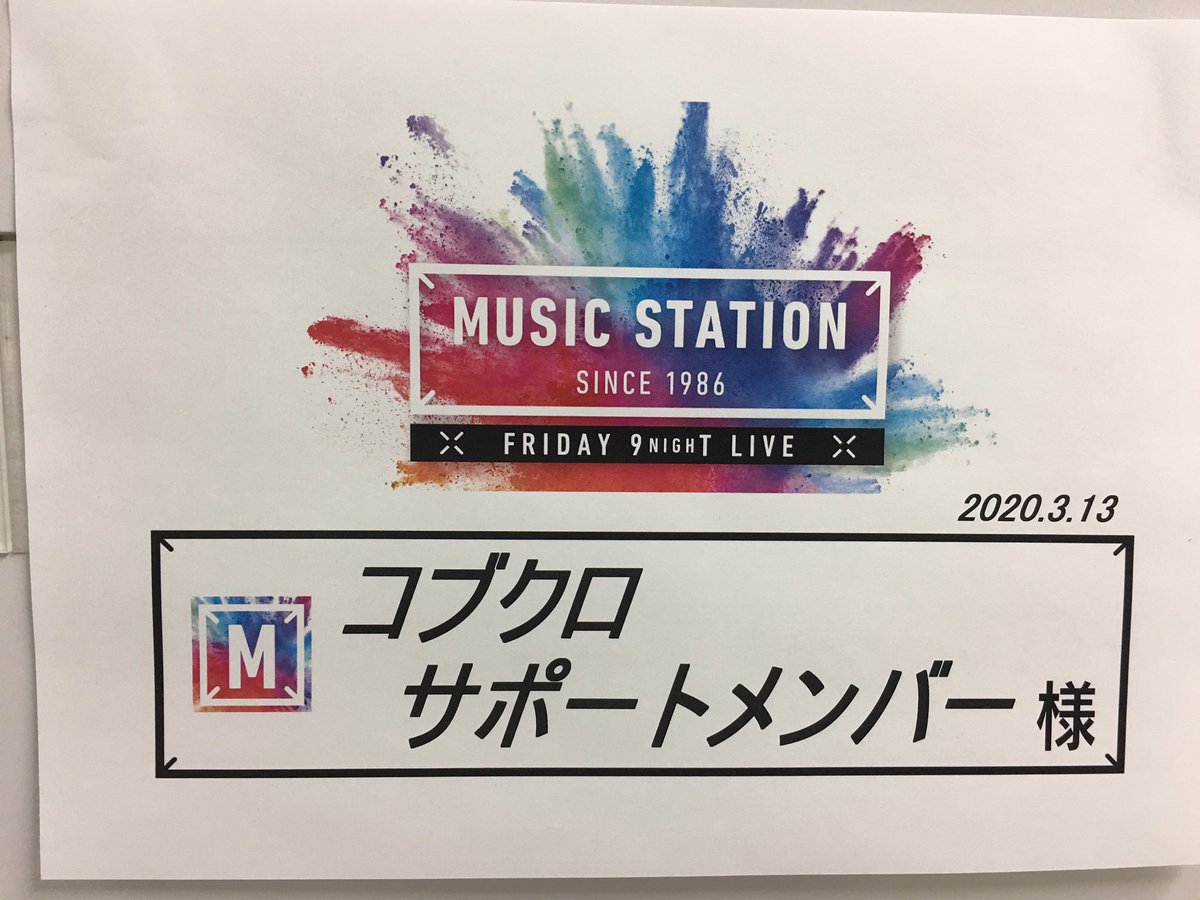 MUSIC STATION
SINCE 1986
FRIDAY 9NIGHT LIVE
2020.3.13
M
コブクロ
サポートメンバー 様